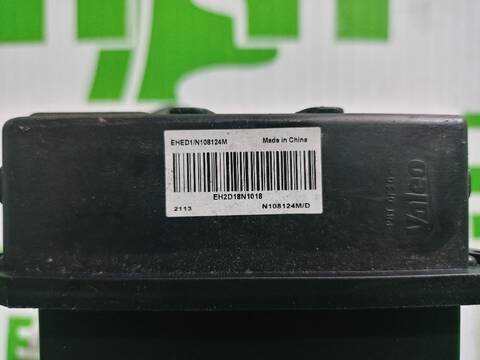 EHED1/N108124M Made in China
EH2D18N1018
2113 N108124M/D
Valeo